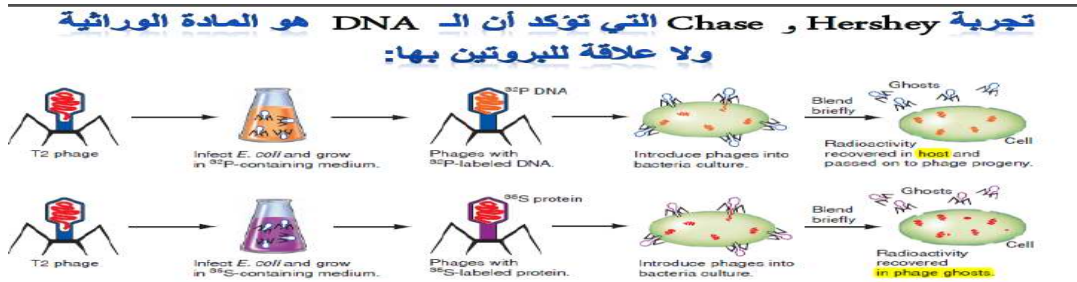 تجربة Chase , Hershey التي تؤكد أن الـ DNA هو المادة الوراثية
ولا علاقة للبروتين بها:
T2 phage
Infect E. coli and grow
in ³²P-containing medium.
³²P DNA
Phages with
³²P-labeled DNA.
Introduce phages into
bacteria culture.
Blend
briefly
Ghosts
Cell
Radioactivity
recovered in host and
passed on to phage progeny.
T2 phage
Infect E. coli and grow
in ³⁵S-containing medium.
³⁵S protein
Phages with
³⁵S-labeled protein.
Introduce phages into
bacteria culture.
Blend
briefly
Ghosts
Cell
Radioactivity
recovered
in phage ghosts.